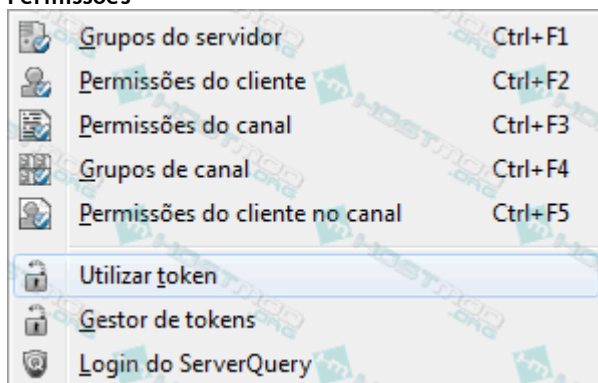 Permissões
Grupos do servidor Ctrl+F1
Permissões do cliente Ctrl+F2
Permissões do canal Ctrl+F3
Grupos de canal Ctrl+F4
Permissões do cliente no canal Ctrl+F5
Utilizar token
Gestor de tokens
Login do ServerQuery